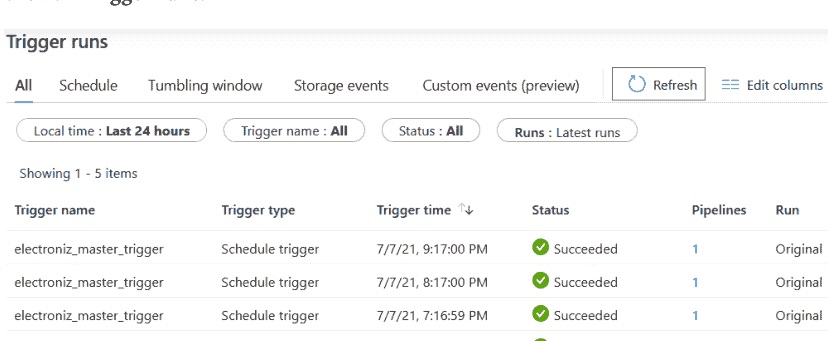 Trigger runs
All Schedule Tumbling window Storage events Custom events (preview) Refresh Edit columns
Local time : Last 24 hours Trigger name : All Status : All Runs : Latest runs
Showing 1 - 5 items
Trigger name Trigger type Trigger time ↑↓ Status Pipelines Run
electroniz_master_trigger Schedule trigger 7/7/21, 9:17:00 PM Succeeded 1 Original
electroniz_master_trigger Schedule trigger 7/7/21, 8:17:00 PM Succeeded 1 Original
electroniz_master_trigger Schedule trigger 7/7/21, 7:16:59 PM Succeeded 1 Original